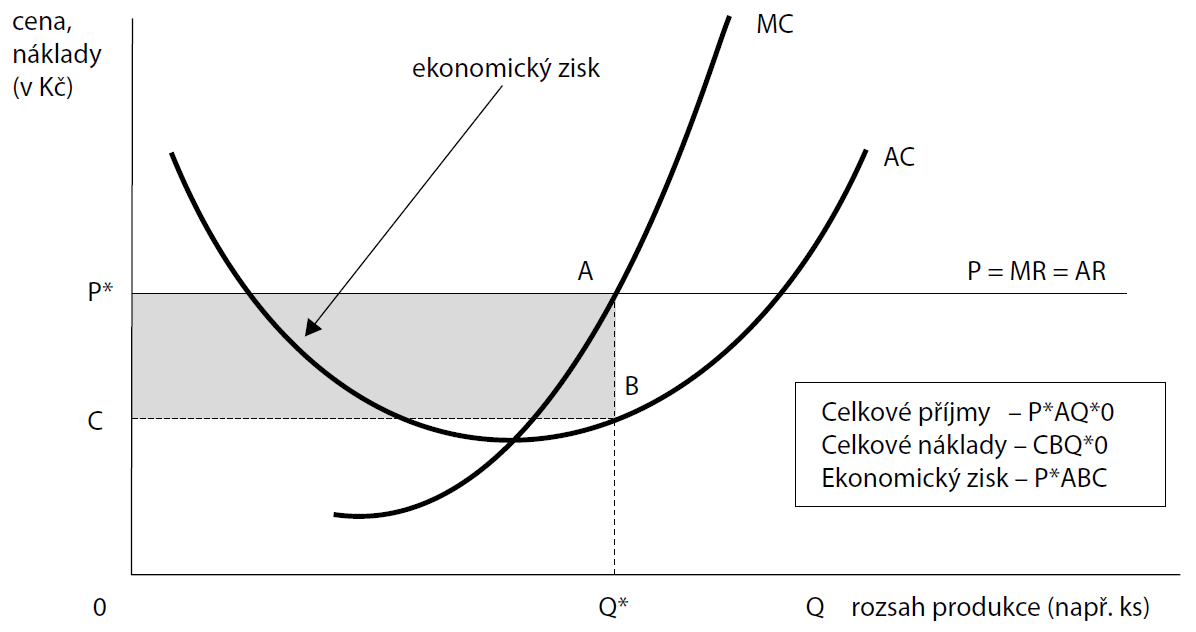 cena,
náklady
(v Kč)
MC
ekonomický zisk
AC
A
P = MR = AR
P*
B
C
Celkové příjmy – P*AQ*0
Celkové náklady – CBQ*0
Ekonomický zisk – P*ABC
0
Q*
Q
rozsah produkce (např. ks)